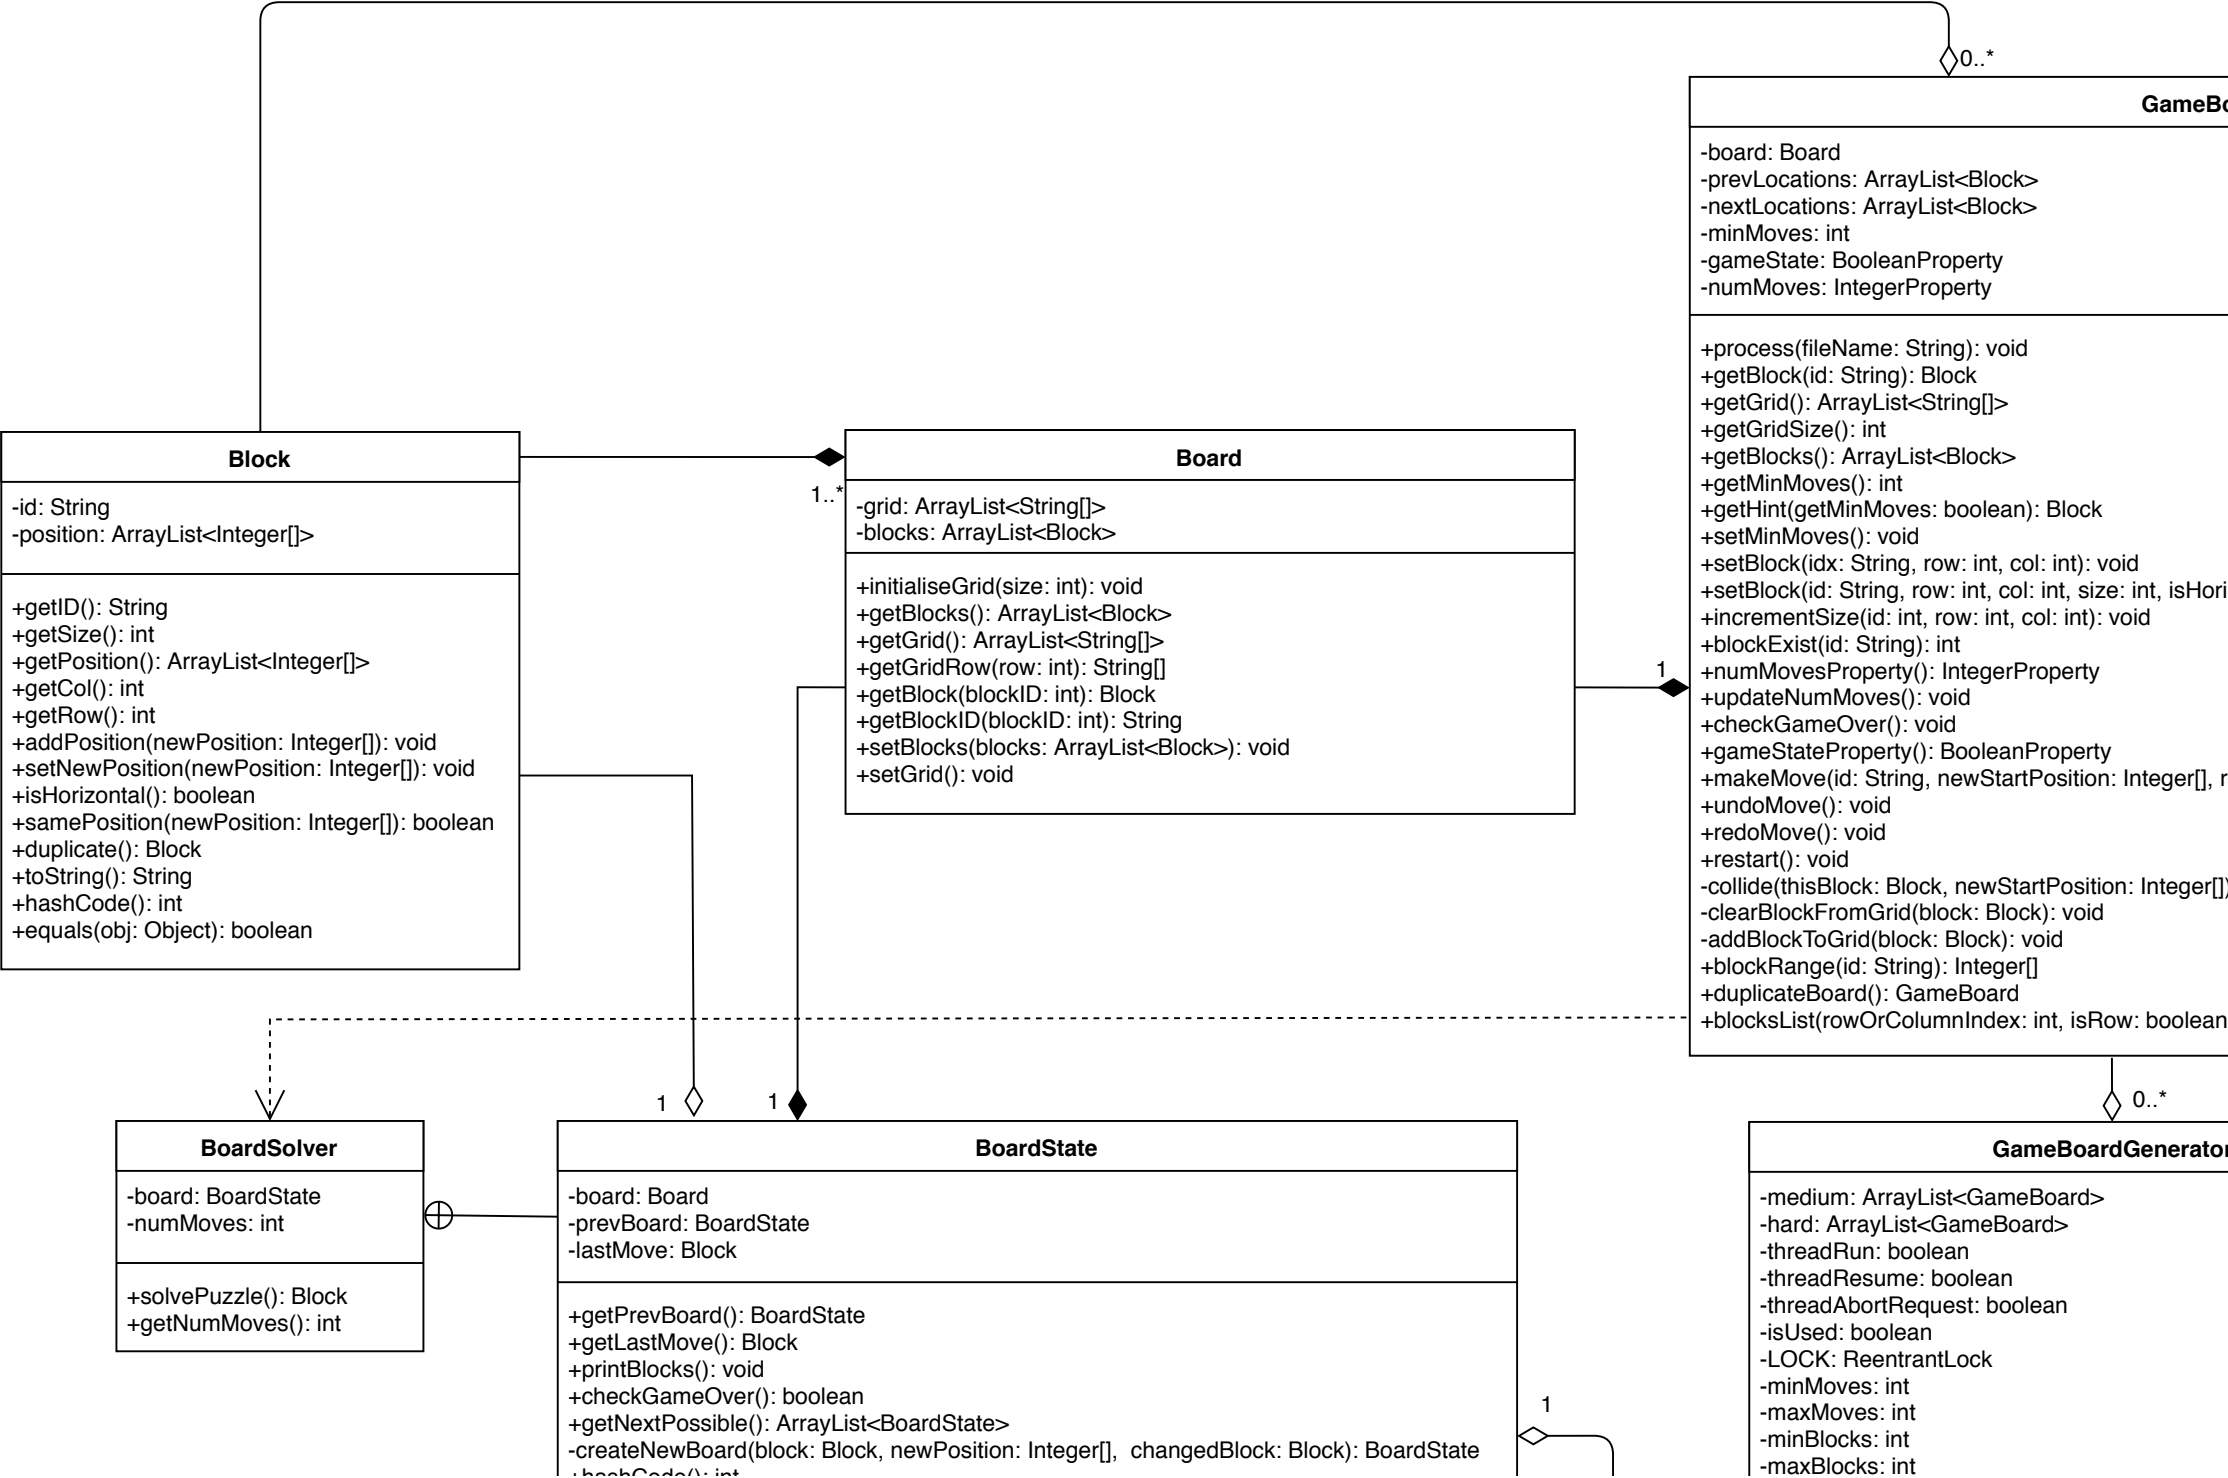 0..*
GameBo
-board: Board
-prevLocations: ArrayList<Block>
-nextLocations: ArrayList<Block>
-minMoves: int
-gameState: BooleanProperty
-numMoves: IntegerProperty
+process(fileName: String): void
+getBlock(id: String): Block
+getGrid(): ArrayList<String[]>
+getGridSize(): int
+getBlocks(): ArrayList<Block>
+getMinMoves(): int
+getHint(getMinMoves: boolean): Block
+setMinMoves(): void
+setBlock(idx: String, row: int, col: int): void
+setBlock(id: String, row: int, col: int, size: int, isHori
+incrementSize(id: int, row: int, col: int): void
+blockExist(id: String): int
+numMovesProperty(): IntegerProperty
+updateNumMoves(): void
+checkGameOver(): void
+gameStateProperty(): BooleanProperty
+makeMove(id: String, newStartPosition: Integer[], r
+undoMove(): void
+redoMove(): void
+restart(): void
-collide(thisBlock: Block, newStartPosition: Integer[])
-clearBlockFromGrid(block: Block): void
-addBlockToGrid(block: Block): void
+blockRange(id: String): Integer[]
+duplicateBoard(): GameBoard
+blocksList(rowOrColumnIndex: int, isRow: boolean
Block
-id: String
-position: ArrayList<Integer[]>
+getID(): String
+getSize(): int
+getPosition(): ArrayList<Integer[]>
+getCol(): int
+getRow(): int
+addPosition(newPosition: Integer[]): void
+setNewPosition(newPosition: Integer[]): void
+isHorizontal(): boolean
+samePosition(newPosition: Integer[]): boolean
+duplicate(): Block
+toString(): String
+hashCode(): int
+equals(obj: Object): boolean
1..*
Board
-grid: ArrayList<String[]>
-blocks: ArrayList<Block>
+initialiseGrid(size: int): void
+getBlocks(): ArrayList<Block>
+getGrid(): ArrayList<String[]>
+getGridRow(row: int): String[]
+getBlock(blockID: int): Block
+getBlockID(blockID: int): String
+setBlocks(blocks: ArrayList<Block>): void
+setGrid(): void
1
1
1
0..*
BoardSolver
-board: BoardState
-numMoves: int
+solvePuzzle(): Block
+getNumMoves(): int
BoardState
-board: Board
-prevBoard: BoardState
-lastMove: Block
+getPrevBoard(): BoardState
+getLastMove(): Block
+printBlocks(): void
+checkGameOver(): boolean
+getNextPossible(): ArrayList<BoardState>
-createNewBoard(block: Block, newPosition: Integer[], changedBlock: Block): BoardState
+hashCode(): int
1
GameBoardGenerator
-medium: ArrayList<GameBoard>
-hard: ArrayList<GameBoard>
-threadRun: boolean
-threadResume: boolean
-threadAbortRequest: boolean
-isUsed: boolean
-LOCK: ReentrantLock
-minMoves: int
-maxMoves: int
-minBlocks: int
-maxBlocks: int